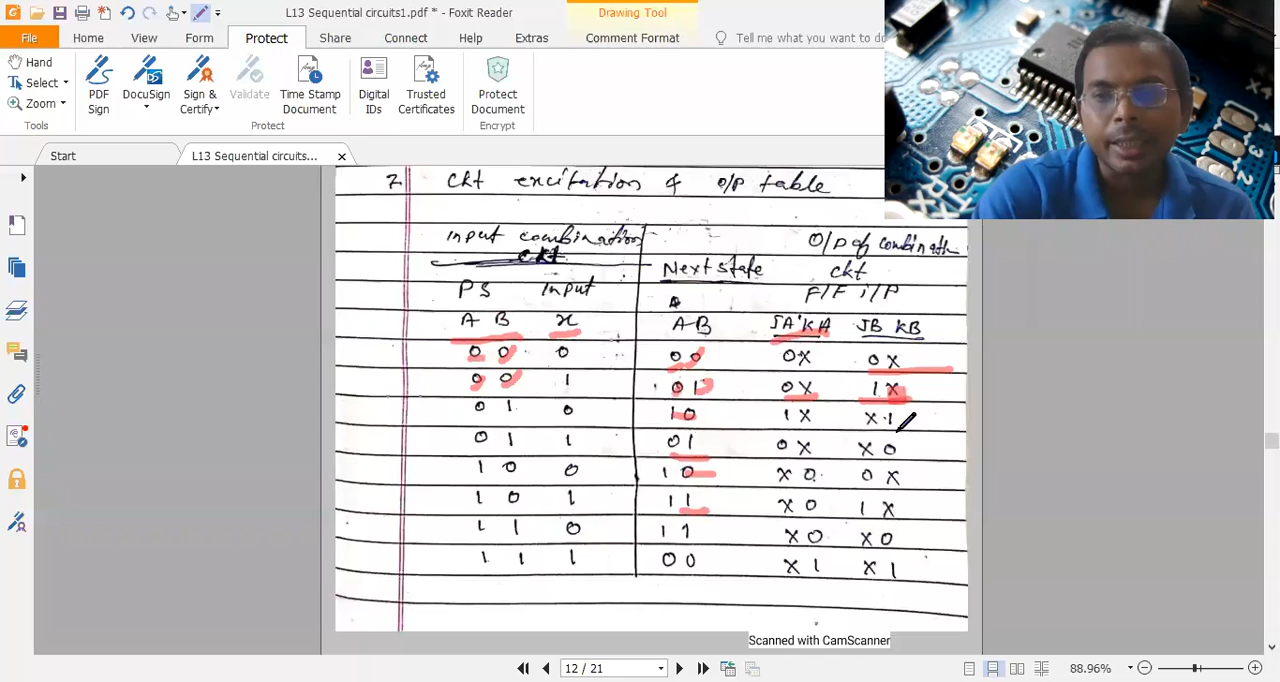 L13 Sequential circuits1.pdf * - Foxit Reader
Drawing Tool
File Home View Form Protect Share Connect Help Extras Comment Format Tell me what you want to do
Hand
Select
Zoom
Tools
PDF Sign
DocuSign
Sign & Certify
Validate
Time Stamp Document
Protect
Digital IDs
Trusted Certificates
Protect Document
Encrypt
Start
L13 Sequential circuits...
7. Ckt excitation & O/P table
Input combination ckt
O/P of combinatn ckt
Next state
PS Input
F/F i/P
A B x A B JA KA JB KB
0 0 0 0 0 0 X 0 X
0 0 1 0 1 0 X 1 X
0 1 0 1 0 1 X X 1
0 1 1 0 1 0 X X 0
1 0 0 1 0 X 0 0 X
1 0 1 1 1 X 0 1 X
1 1 0 1 1 X 0 X 0
1 1 1 0 0 X 1 X 1
Scanned with CamScanner
12 / 21
88.96%